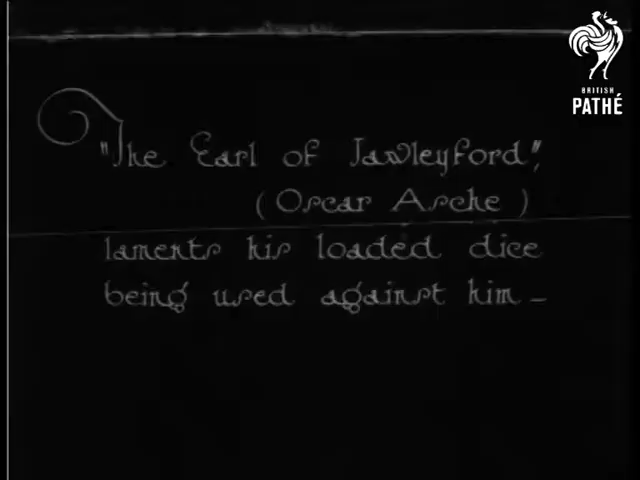 BRITISH
PATHÉ
"The Earl of Jawleyford",
(Oscar Asche)
laments his loaded dice
being used against him —